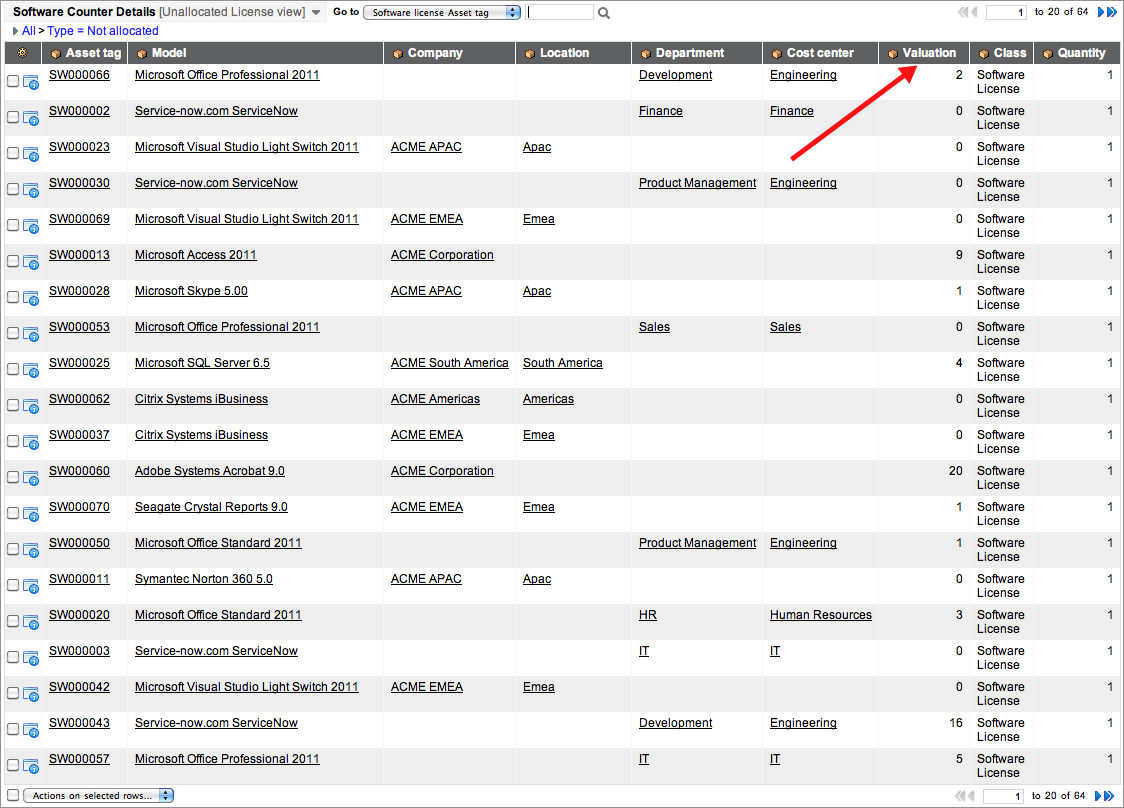 Software Counter Details [Unallocated License view] Go to Software license Asset tag 1 to 20 of 64
All > Type = Not allocated
Asset tag Model Company Location Department Cost center Valuation Class Quantity
SW000066 Microsoft Office Professional 2011 Development Engineering 2 Software 1
License
SW000002 Service-now.com ServiceNow Finance Finance 0 Software 1
License
SW000023 Microsoft Visual Studio Light Switch 2011 ACME APAC Apac 0 Software 1
License
SW000030 Service-now.com ServiceNow Product Management Engineering 0 Software 1
License
SW000069 Microsoft Visual Studio Light Switch 2011 ACME EMEA Emea 0 Software 1
License
SW000013 Microsoft Access 2011 ACME Corporation 9 Software 1
License
SW000028 Microsoft Skype 5.00 ACME APAC Apac 1 Software 1
License
SW000053 Microsoft Office Professional 2011 Sales Sales 0 Software 1
License
SW000025 Microsoft SQL Server 6.5 ACME South America South America 4 Software 1
License
SW000062 Citrix Systems iBusiness ACME Americas Americas 0 Software 1
License
SW000037 Citrix Systems iBusiness ACME EMEA Emea 0 Software 1
License
SW000060 Adobe Systems Acrobat 9.0 ACME Corporation 20 Software 1
License
SW000070 Seagate Crystal Reports 9.0 ACME EMEA Emea 1 Software 1
License
SW000050 Microsoft Office Standard 2011 Product Management Engineering 1 Software 1
License
SW000011 Symantec Norton 360 5.0 ACME APAC Apac 0 Software 1
License
SW000020 Microsoft Office Standard 2011 HR Human Resources 3 Software 1
License
SW000003 Service-now.com ServiceNow IT IT 0 Software 1
License
SW000042 Microsoft Visual Studio Light Switch 2011 ACME EMEA Emea 0 Software 1
License
SW000043 Service-now.com ServiceNow Development Engineering 16 Software 1
License
SW000057 Microsoft Office Professional 2011 IT IT 5 Software 1
License
Actions on selected rows... 1 to 20 of 64